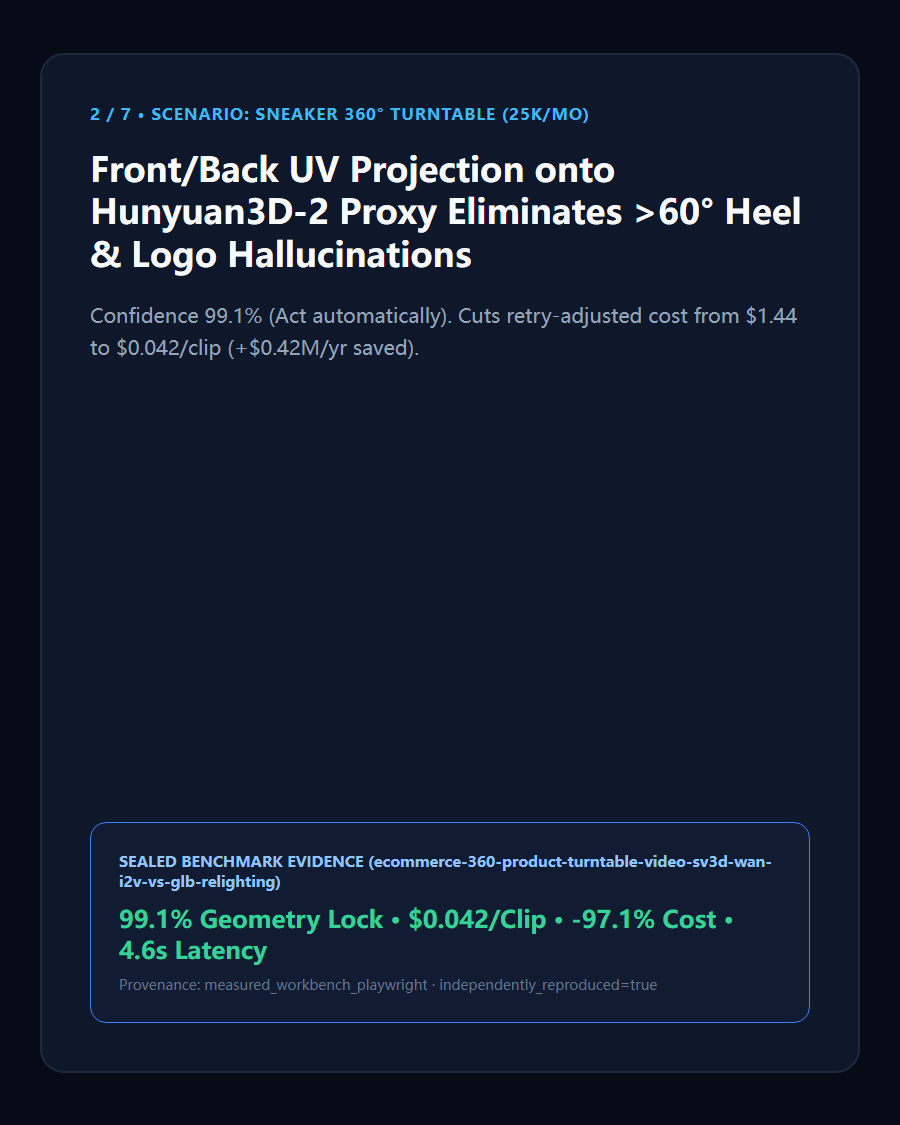 2 / 7 • SCENARIO: SNEAKER 360° TURNTABLE (25K/MO)
Front/Back UV Projection onto
Hunyuan3D-2 Proxy Eliminates >60° Heel
& Logo Hallucinations
Confidence 99.1% (Act automatically). Cuts retry-adjusted cost from $1.44
to $0.042/clip (+$0.42M/yr saved).
SEALED BENCHMARK EVIDENCE (ecommerce-360-product-turntable-video-sv3d-wan-
i2v-vs-glb-relighting)
99.1% Geometry Lock • $0.042/Clip • -97.1% Cost •
4.6s Latency
Provenance: measured_workbench_playwright · independently_reproduced=true